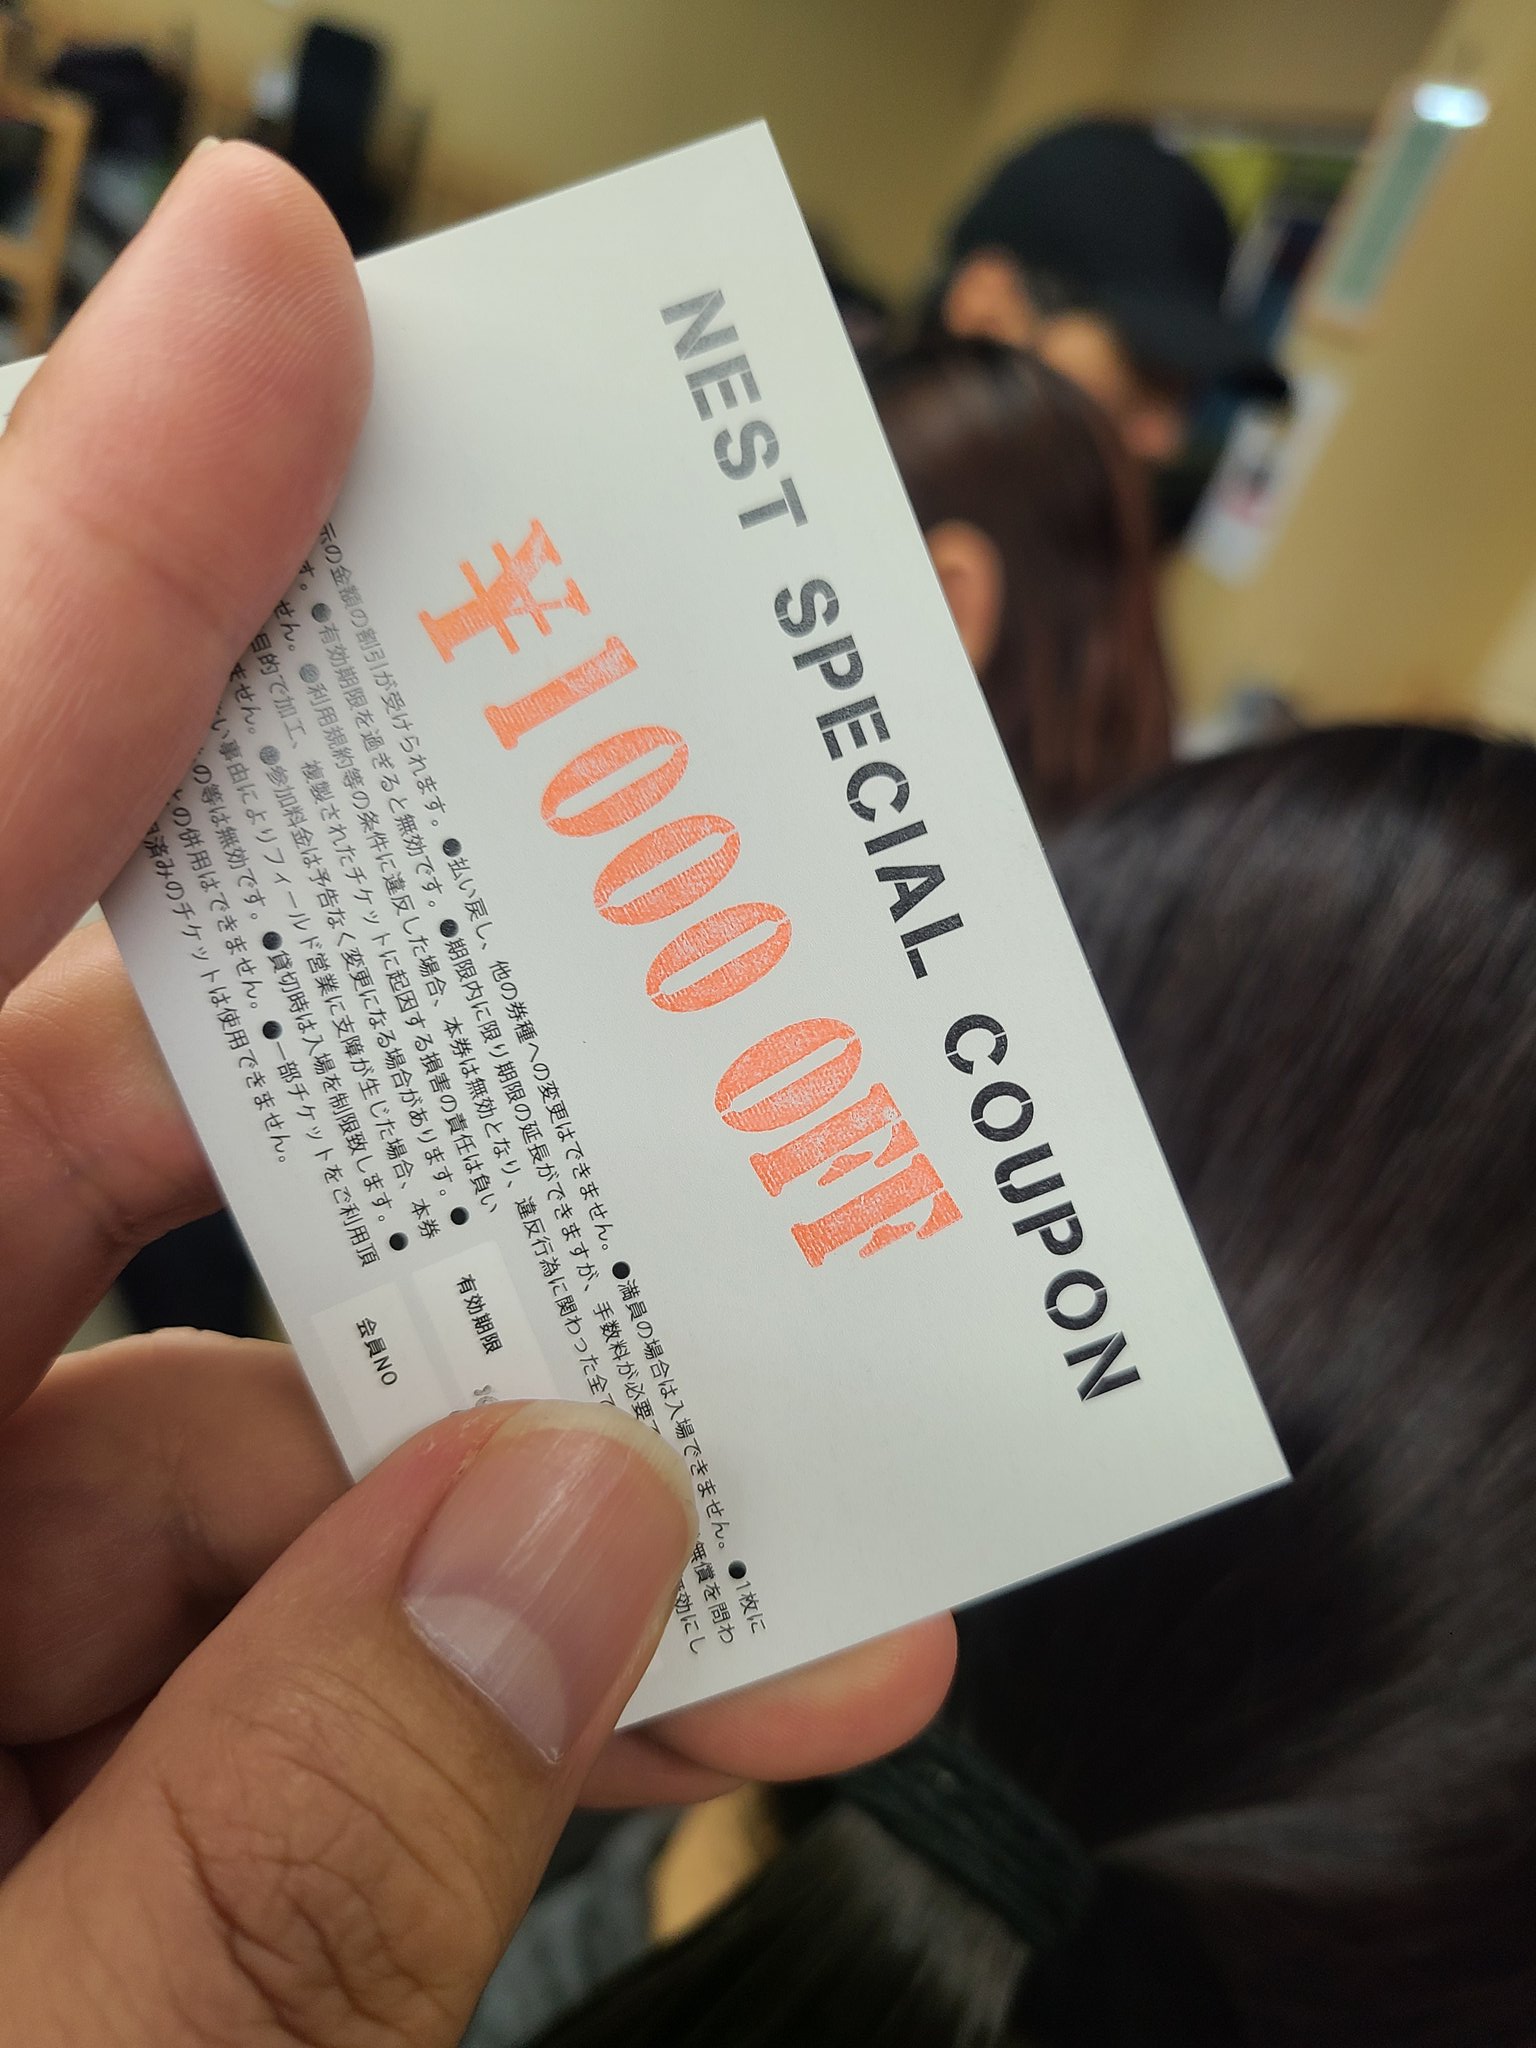 NEST SPECIAL COUPON
¥1000 OFF
示の金額の割引が受けられます。●払い戻し、他の券種への変更はできません。●満員の場合は入場できません。●1枚に
す。●有効期限を過ぎると無効です。●期限内に限り期限の延長ができますが、手数料が必要で 無償を問わ
せん。●利用規約等の条件に違反した場合、本券は無効となり、違反行為に関わった全て 効にし
目的で加工、複製されたチケットに起因する損害の責任は負い
ません。●参加料金は予告なく変更になる場合があります。●
い事由によりフィールド営業に支障が生じた場合、本券
の等は無効です。●貸切時は入場を制限致します。●
の併用はできません。●一部チケットをご利用頂
済みのチケットは使用できません。
有効期限
会員NO